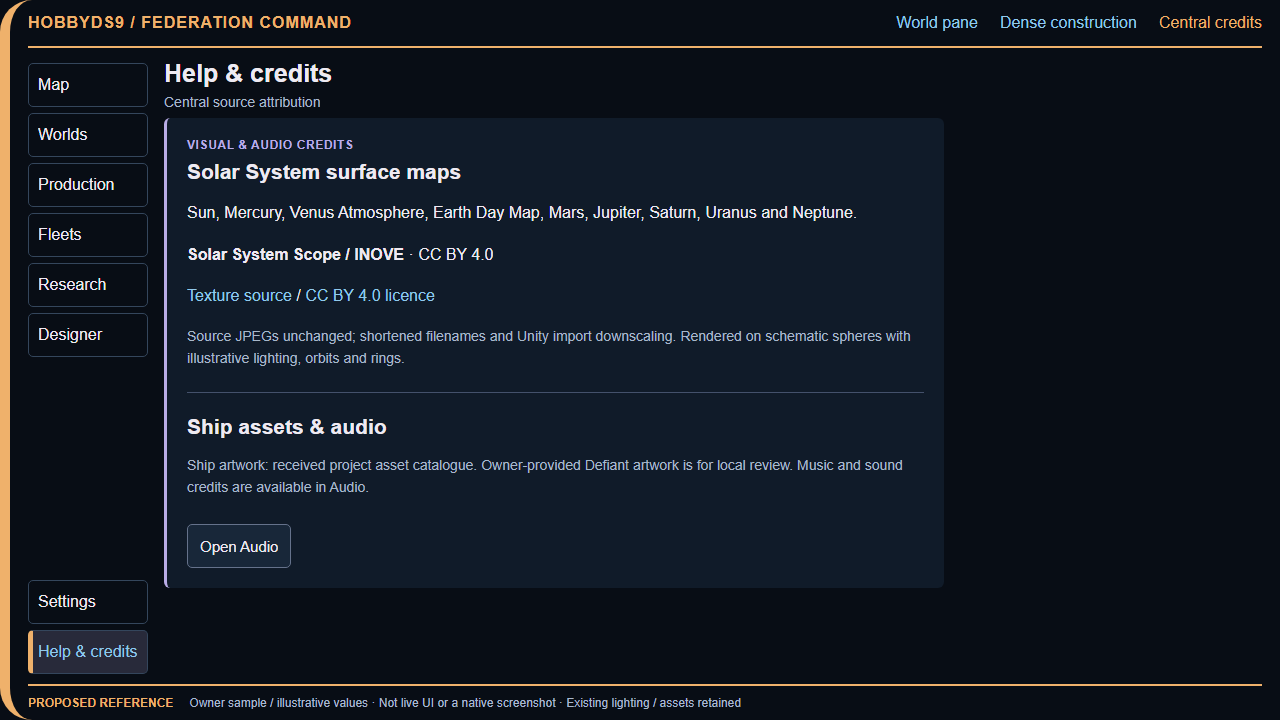 HOBBYDS9 / FEDERATION COMMAND
World pane
Dense construction
Central credits
Map
Worlds
Production
Fleets
Research
Designer
Settings
Help & credits
Help & credits
Central source attribution
VISUAL & AUDIO CREDITS
Solar System surface maps
Sun, Mercury, Venus Atmosphere, Earth Day Map, Mars, Jupiter, Saturn, Uranus and Neptune.
Solar System Scope / INOVE · CC BY 4.0
Texture source / CC BY 4.0 licence
Source JPEGs unchanged; shortened filenames and Unity import downscaling. Rendered on schematic spheres with
illustrative lighting, orbits and rings.
Ship assets & audio
Ship artwork: received project asset catalogue. Owner-provided Defiant artwork is for local review. Music and sound
credits are available in Audio.
Open Audio
PROPOSED REFERENCE
Owner sample / illustrative values · Not live UI or a native screenshot · Existing lighting / assets retained